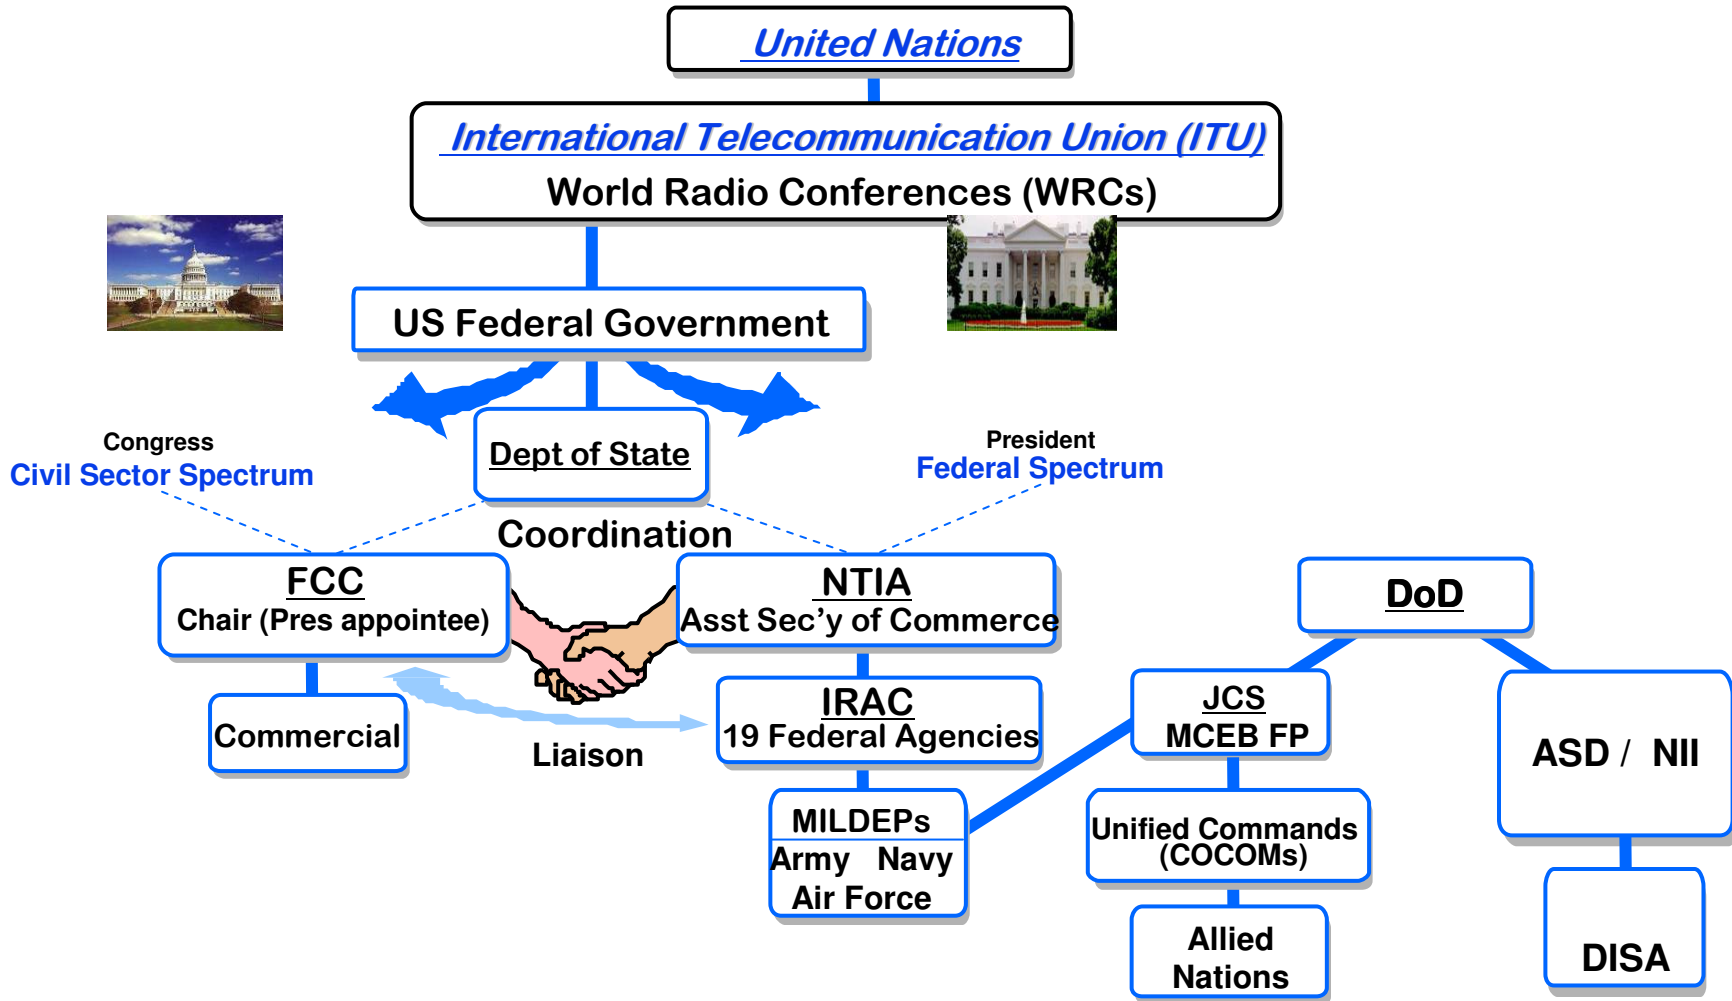 United Nations
International Telecommunication Union (ITU)
World Radio Conferences (WRCs)
US Federal Government
Congress
Civil Sector Spectrum
Dept of State
President
Federal Spectrum
Coordination
FCC
Chair (Pres appointee)
NTIA
Asst Sec'y of Commerce
DoD
Commercial
Liaison
IRAC
19 Federal Agencies
JCS
MCEB FP
ASD / NII
MILDEPs
Army Navy
Air Force
Unified Commands
(COCOMs)
Allied
Nations
DISA